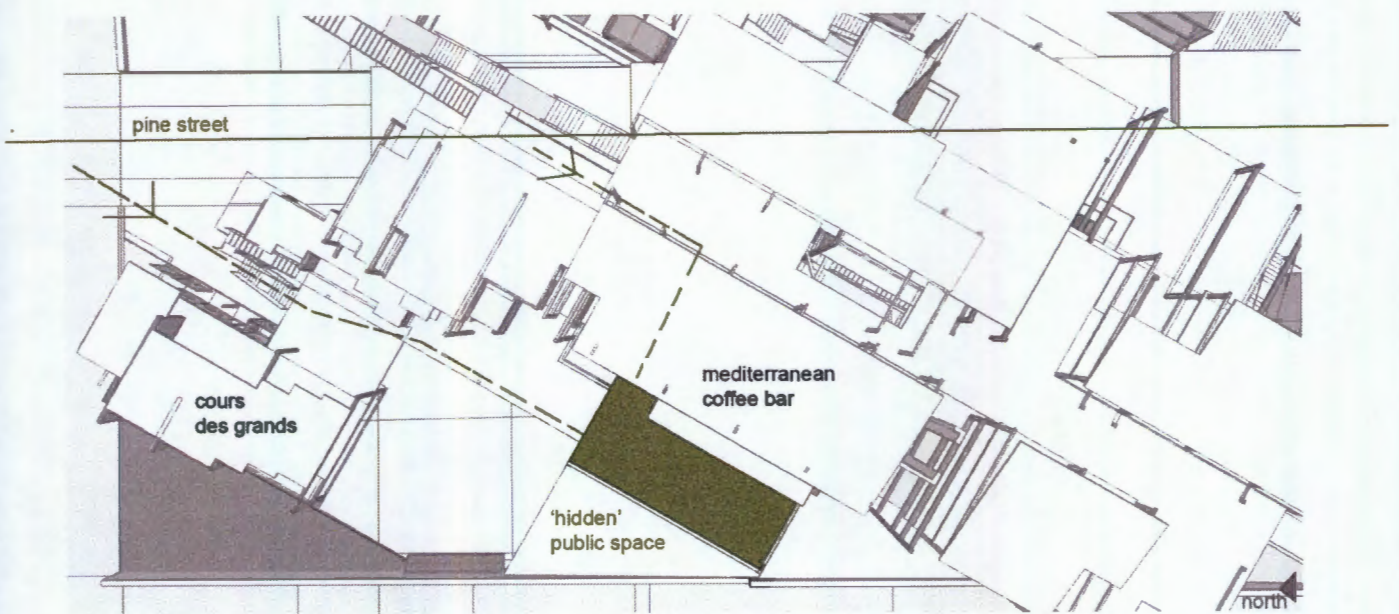 pine street
mediterranean
coffee bar
cours
des grands
'hidden'
public space
north